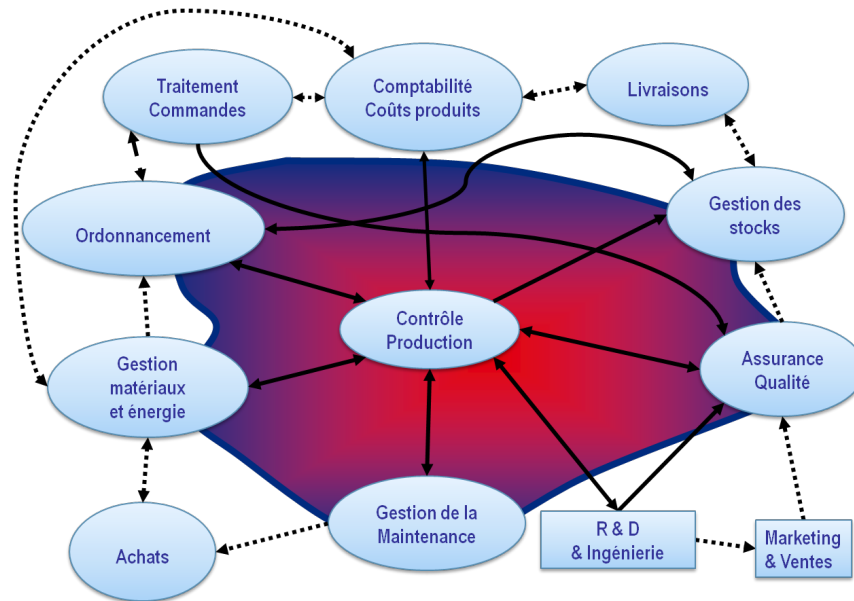 Traitement
Commandes
Comptabilité
Coûts produits
Livraisons
Ordonnancement
Gestion des
stocks
Contrôle
Production
Gestion
matériaux
et énergie
Assurance
Qualité
Achats
Gestion de la
Maintenance
R & D
& Ingénierie
Marketing
& Ventes